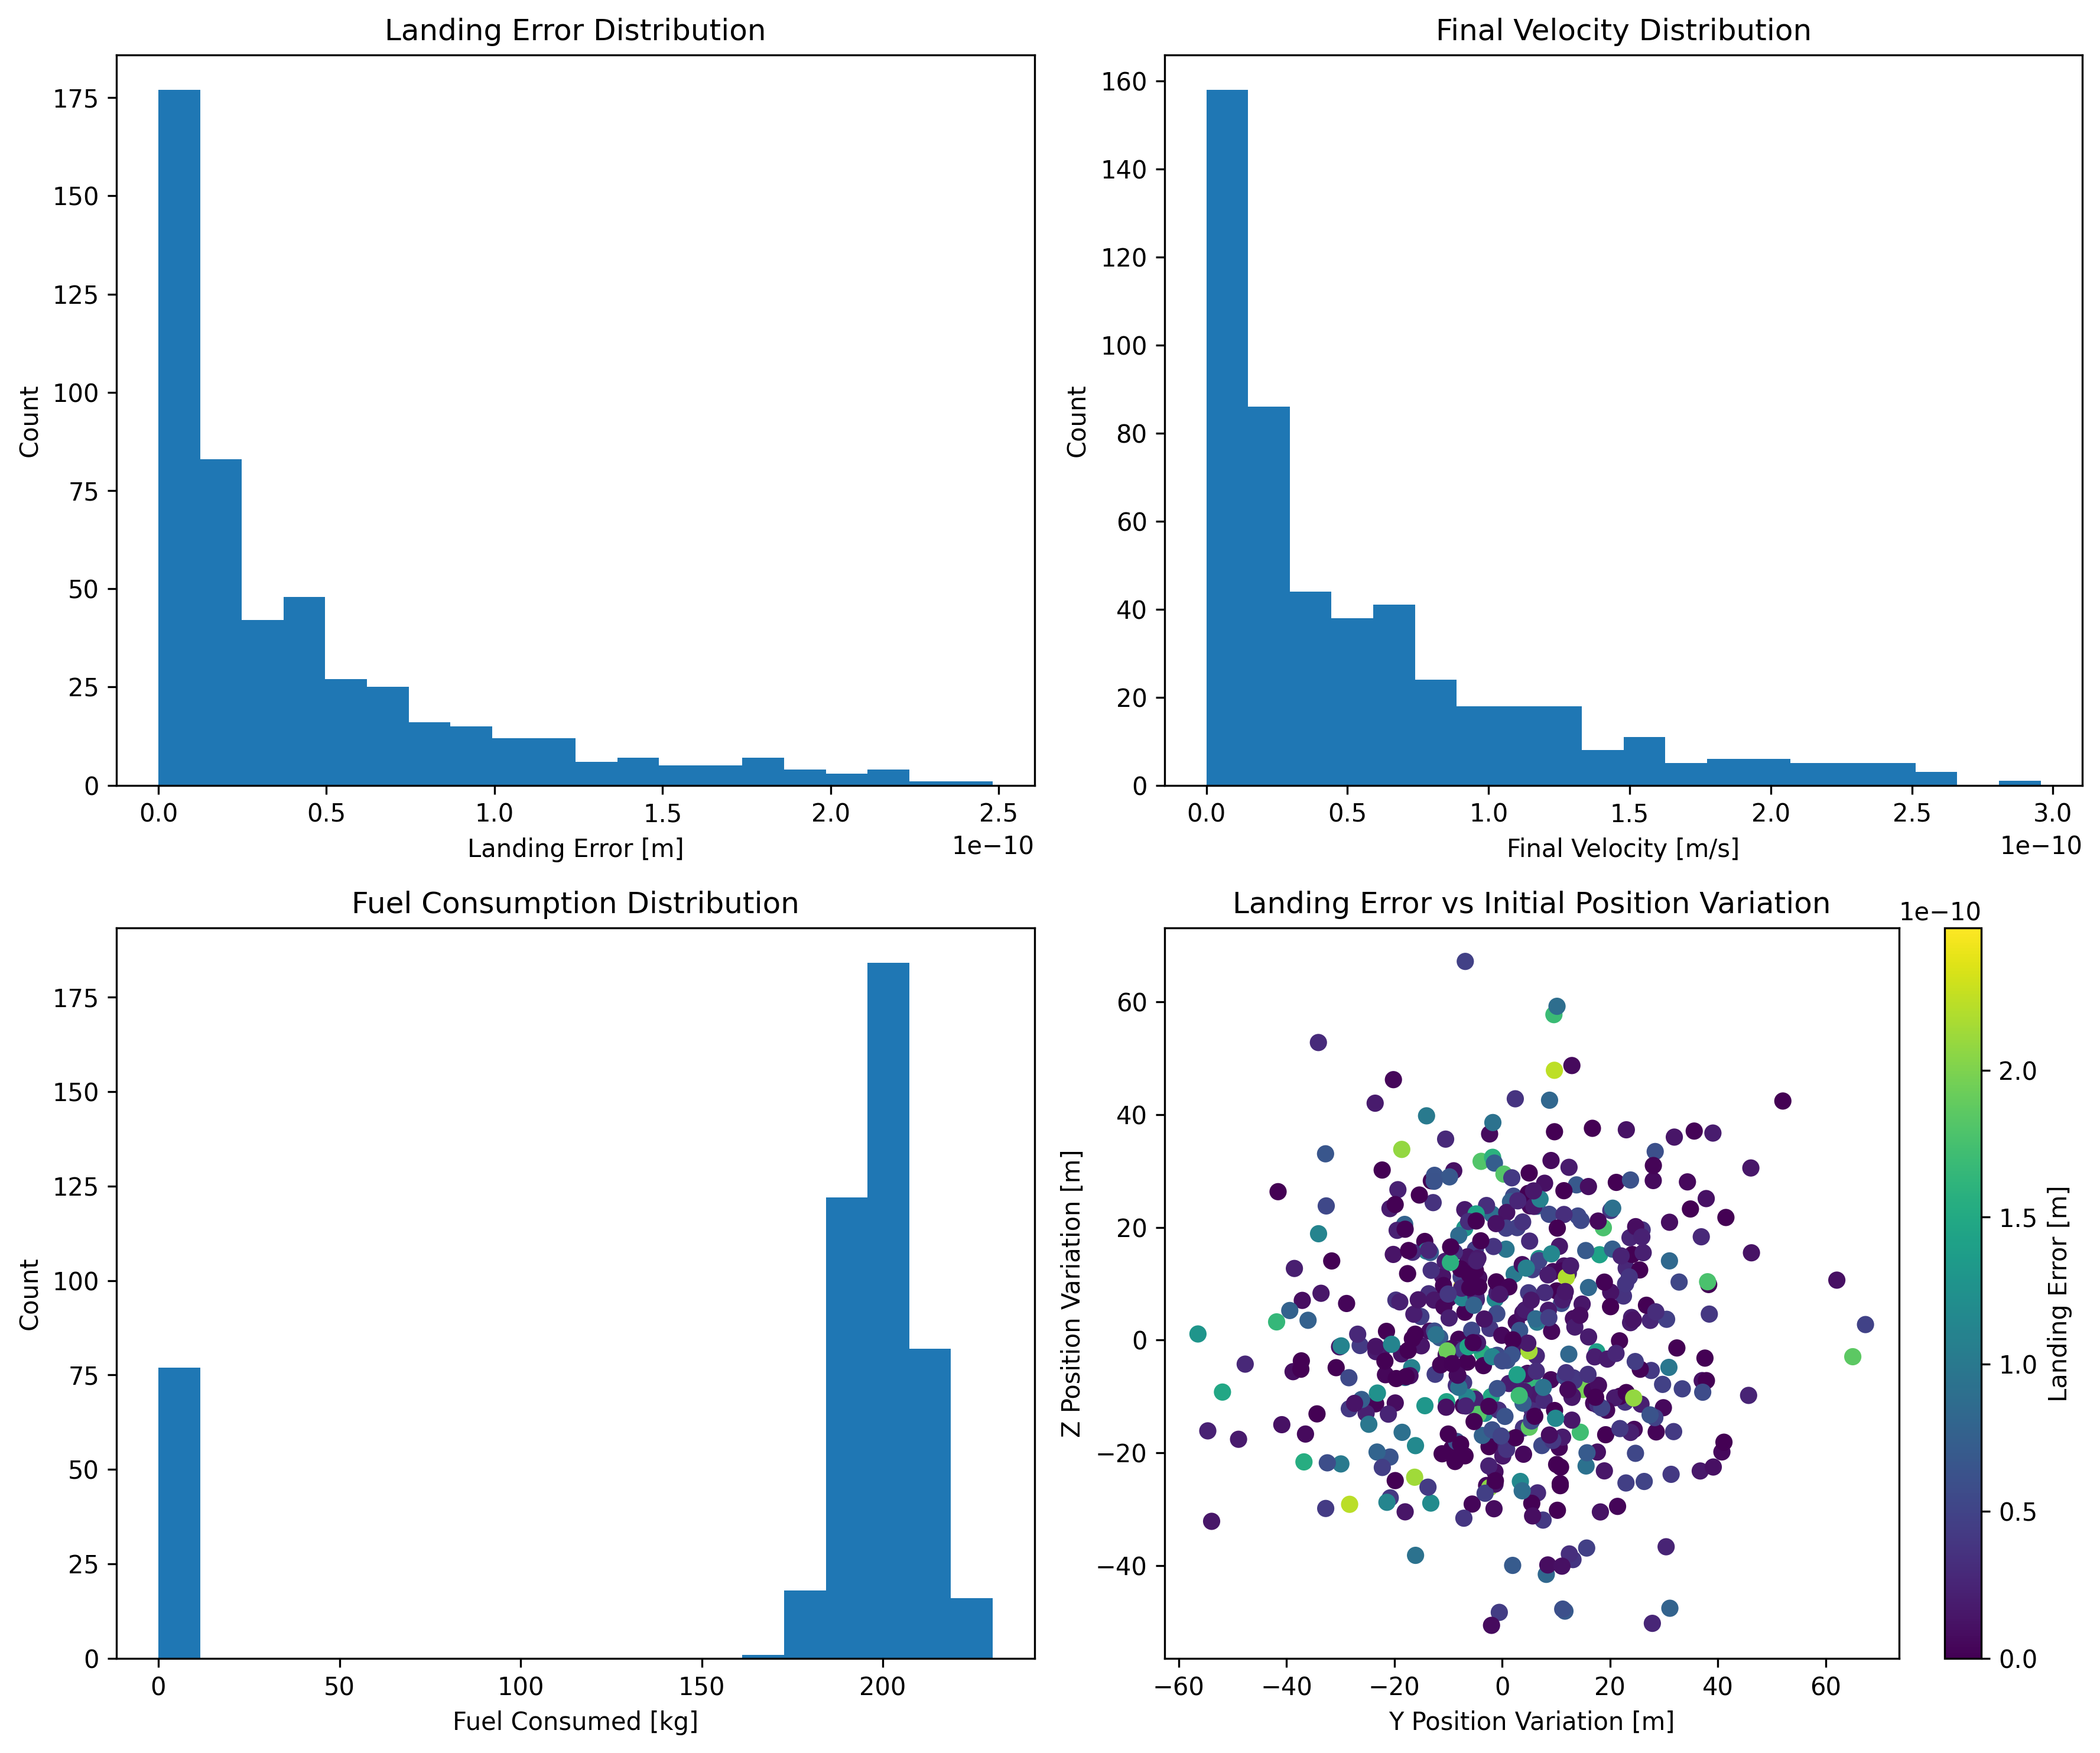 Landing Error Distribution
Count
175
150
125
100
75
50
25
0
0.0 0.5 1.0 1.5 2.0 2.5
1e−10
Landing Error [m]
Final Velocity Distribution
Count
160
140
120
100
80
60
40
20
0
0.0 0.5 1.0 1.5 2.0 2.5 3.0
1e−10
Final Velocity [m/s]
Fuel Consumption Distribution
Count
175
150
125
100
75
50
25
0
0 50 100 150 200
Fuel Consumed [kg]
Landing Error vs Initial Position Variation
Z Position Variation [m]
60
40
20
0
−20
−40
−60 −40 −20 0 20 40 60
Y Position Variation [m]
1e−10
2.0
1.5
1.0
0.5
0.0
Landing Error [m]